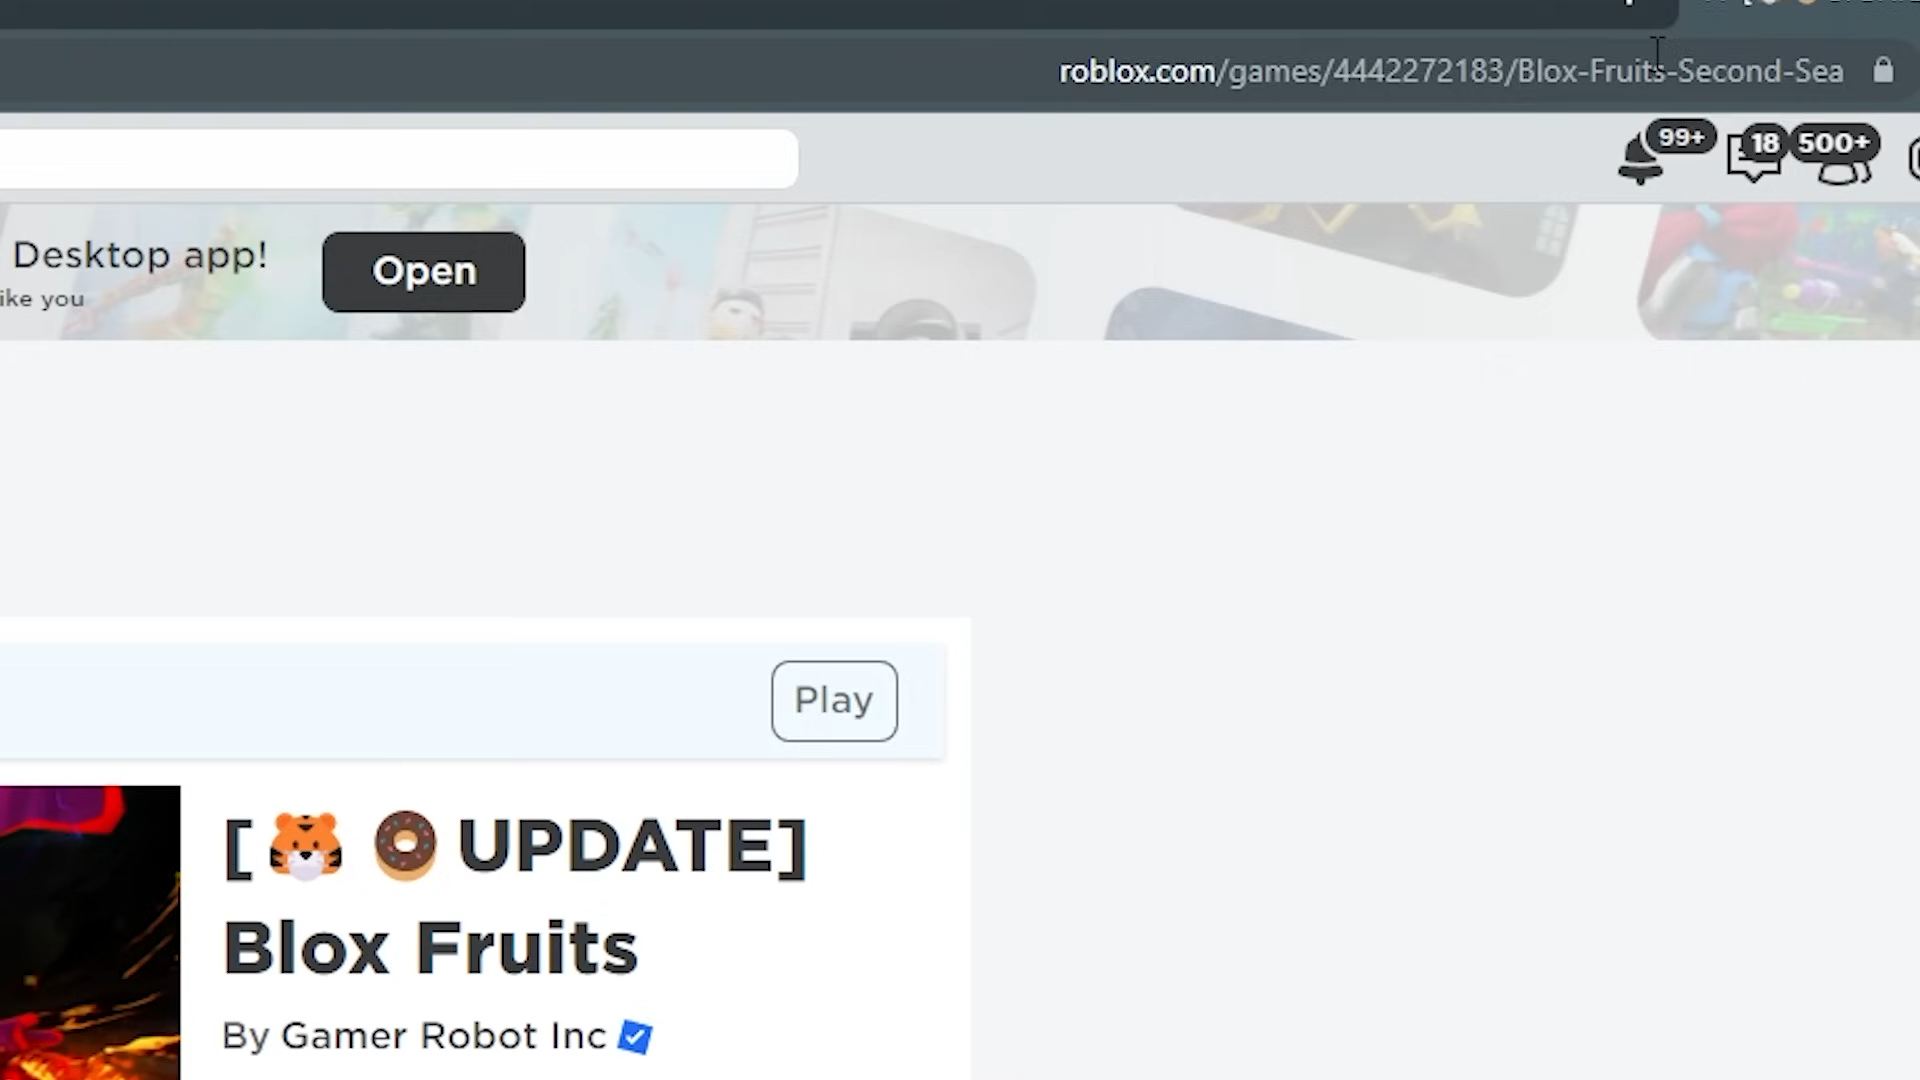 roblox.com/games/4442272183/Blox-Fruits-Second-Sea
99+
18
500+
Desktop app!
ike you
Open
Play
[🐯 🍩 UPDATE]
Blox Fruits
By Gamer Robot Inc